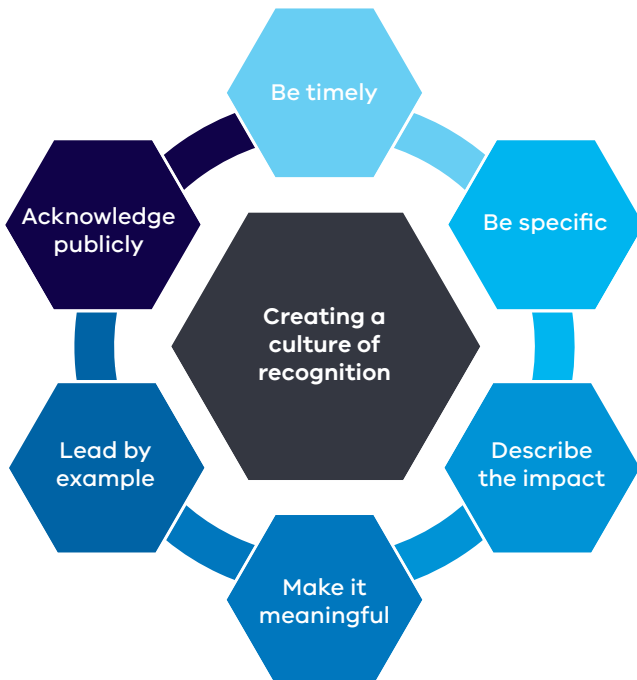 Be timely
Be specific
Describe
the impact
Make it
meaningful
Lead by
example
Acknowledge
publicly
Creating a
culture of
recognition